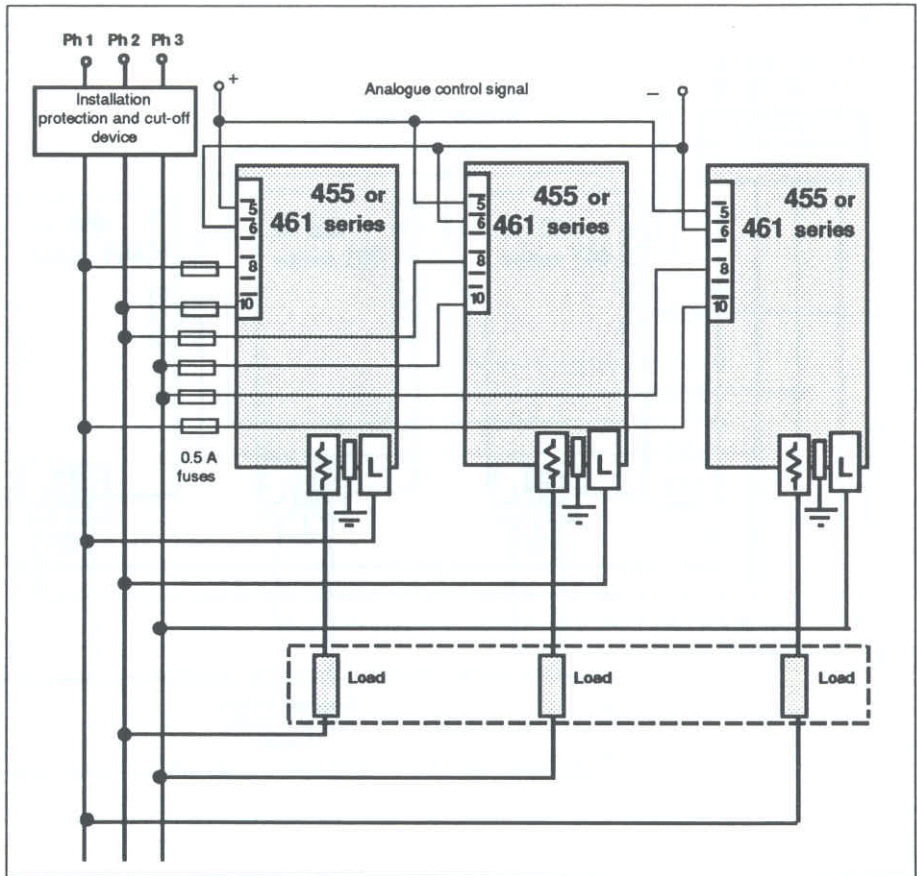 Ph 1 Ph 2 Ph 3
+
Analogue control signal
–
Installation
protection and cut-off
device
455 or
461 series
5
6
8
10
455 or
461 series
5
6
8
10
455 or
461 series
5
6
8
10
0.5 A
fuses
L
L
L
Load
Load
Load